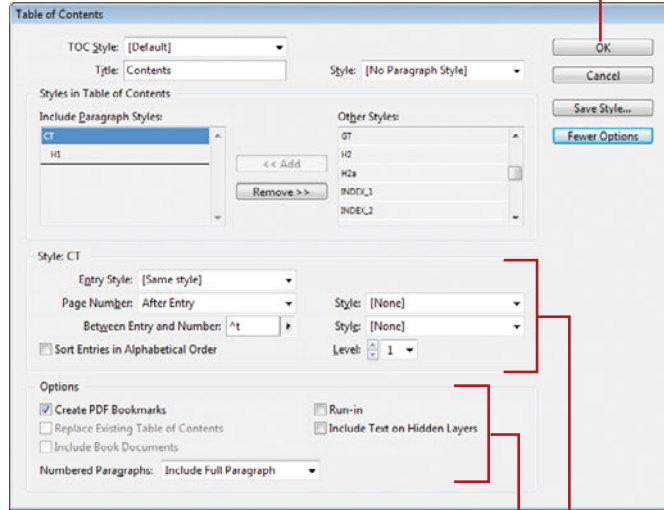 Table of Contents
TOC Style: [Default]
OK
Title: Contents Style: [No Paragraph Style]
Cancel
Styles in Table of Contents
Save Style...
Include Paragraph Styles: Other Styles:
Fewer Options
CT GT
H1 H2
<< Add
H2a
Remove >> INDEX_1
INDEX_2
Style: CT
Entry Style: [Same style]
Page Number: After Entry Style: [None]
Between Entry and Number: ^t Style: [None]
Sort Entries in Alphabetical Order Level: 1
Options
Create PDF Bookmarks Run-in
Replace Existing Table of Contents Include Text on Hidden Layers
Include Book Documents
Numbered Paragraphs: Include Full Paragraph